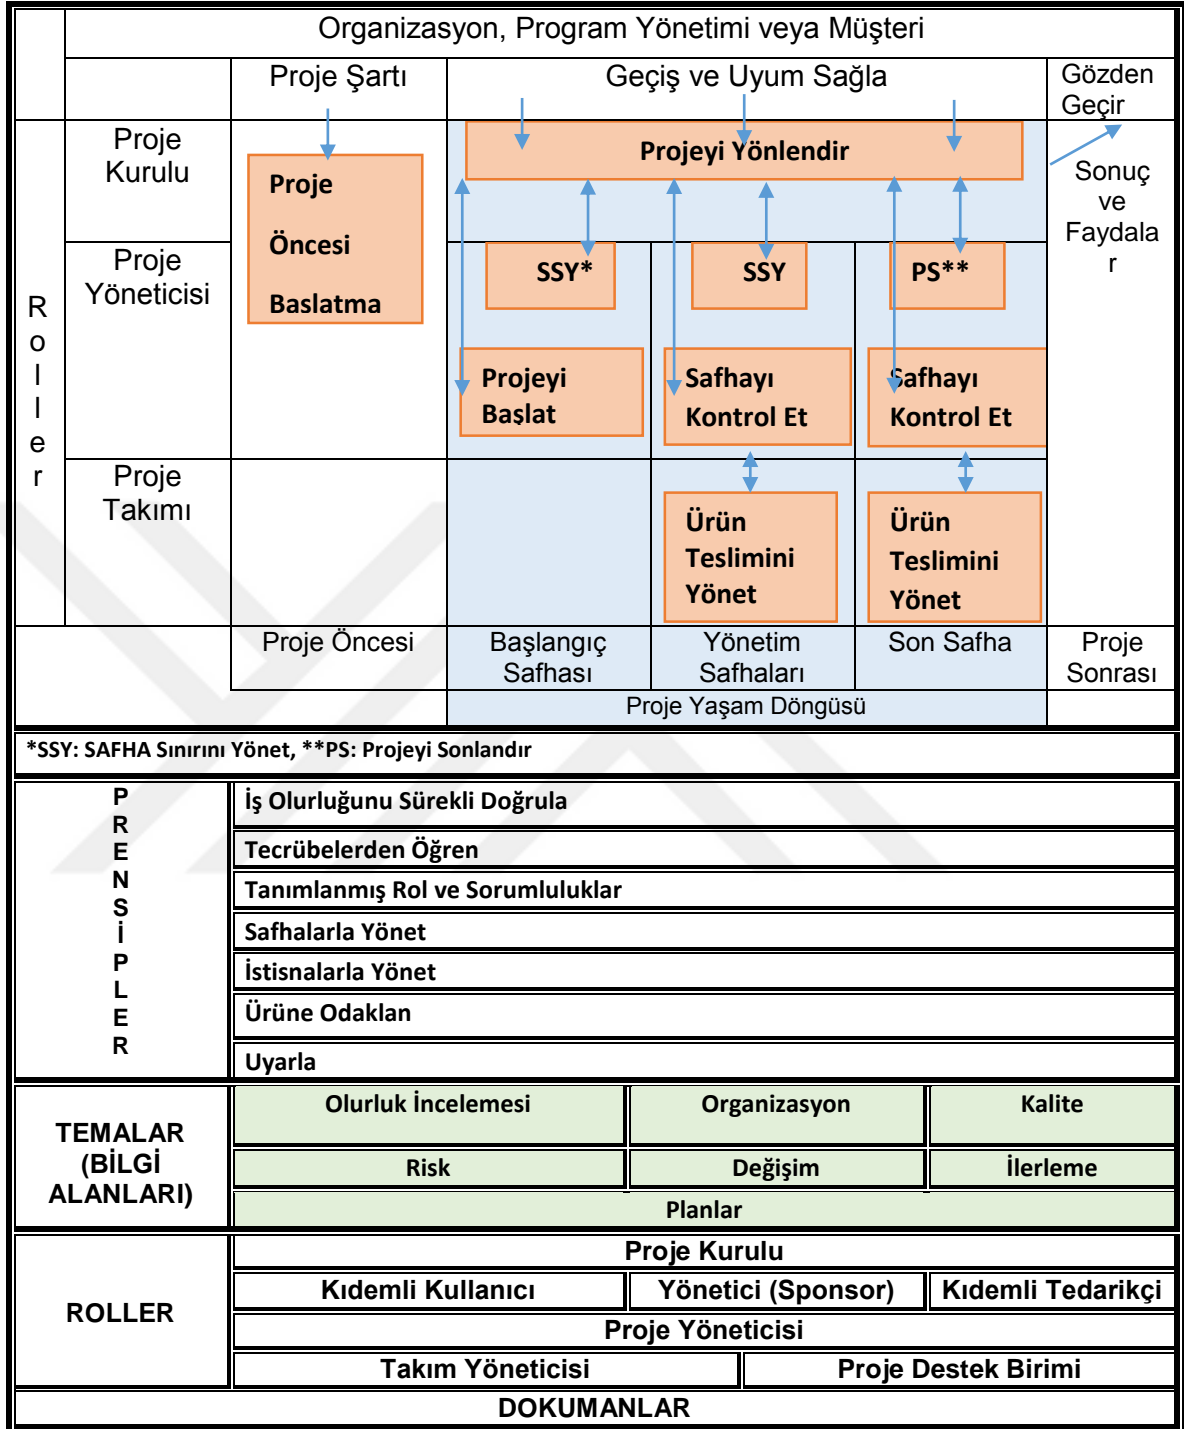 Organizasyon, Program Yönetimi veya Müşteri
Proje Şartı
Geçiş ve Uyum Sağla
Gözden
Geçir
Roller
Proje
Kurulu
Projeyi Yönlendir
Proje
Öncesi
Baslatma
Sonuç
ve
Faydala
r
Proje
Yöneticisi
SSY*
SSY
PS**
Projeyi
Başlat
Safhayı
Kontrol Et
Safhayı
Kontrol Et
Proje
Takımı
Ürün
Teslimini
Yönet
Ürün
Teslimini
Yönet
Proje Öncesi
Başlangıç
Safhası
Yönetim
Safhaları
Son Safha
Proje
Sonrası
Proje Yaşam Döngüsü
*SSY: SAFHA Sınırını Yönet, **PS: Projeyi Sonlandır
PRENSİPLER
İş Olurluğunu Sürekli Doğrula
Tecrübelerden Öğren
Tanımlanmış Rol ve Sorumluluklar
Safhalarla Yönet
İstisnalarla Yönet
Ürüne Odaklan
Uyarla
TEMALAR
(BİLGİ
ALANLARI)
Olurluk İncelemesi
Organizasyon
Kalite
Risk
Değişim
İlerleme
Planlar
ROLLER
Proje Kurulu
Kıdemli Kullanıcı
Yönetici (Sponsor)
Kıdemli Tedarikçi
Proje Yöneticisi
Takım Yöneticisi
Proje Destek Birimi
DOKUMANLAR